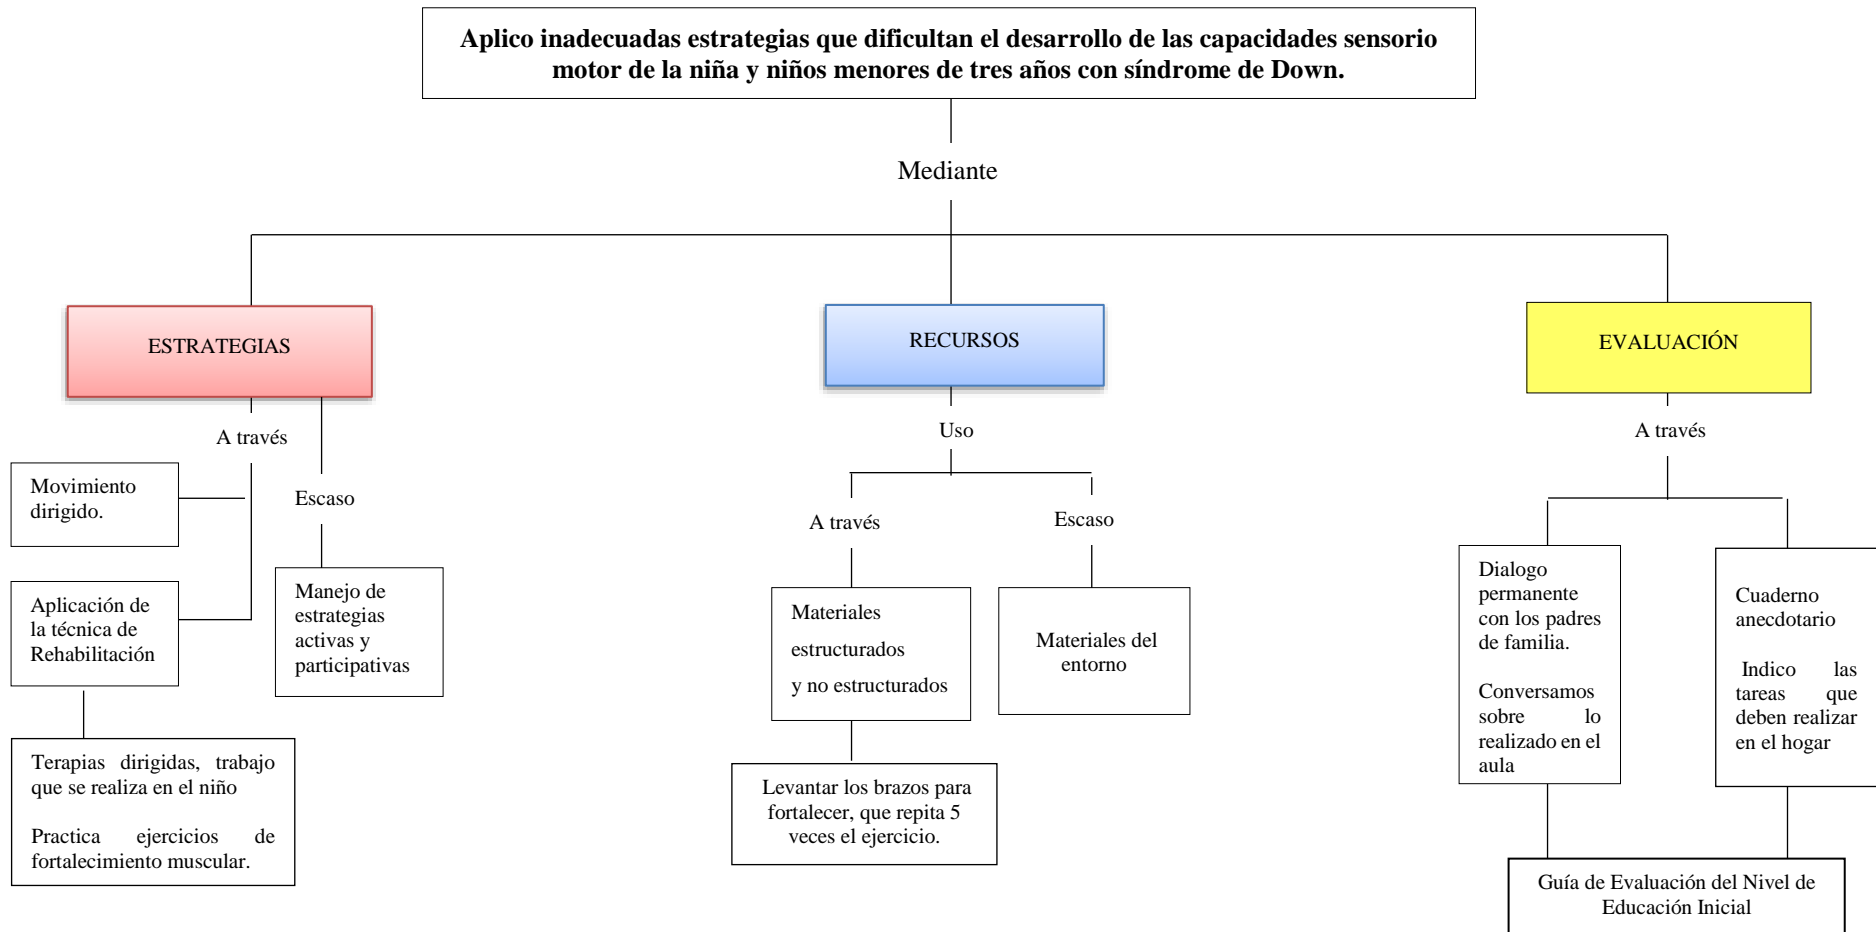 Aplico inadecuadas estrategias que dificultan el desarrollo de las capacidades sensorio
motor de la niña y niños menores de tres años con síndrome de Down.
Mediante
ESTRATEGIAS
A través
Movimiento
dirigido.
Escaso
Aplicación de
la técnica de
Rehabilitación
Manejo de
estrategias
activas y
participativas
Terapias dirigidas, trabajo
que se realiza en el niño
Practica ejercicios de
fortalecimiento muscular.
RECURSOS
Uso
A través
Escaso
Materiales
estructurados
y no estructurados
Materiales del
entorno
Levantar los brazos para
fortalecer, que repita 5
veces el ejercicio.
EVALUACIÓN
A través
Dialogo
permanente
con los padres
de familia.
Conversamos
sobre lo
realizado en el
aula
Cuaderno
anecdotario
Indico las
tareas que
deben realizar
en el hogar
Guía de Evaluación del Nivel de
Educación Inicial